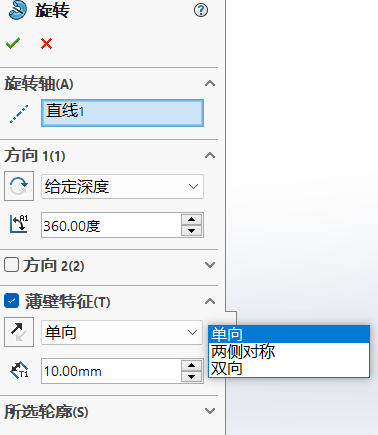 旋转
旋转轴(A)
直线1
方向 1(1)
给定深度
A1
360.00度
方向 2(2)
薄壁特征(T)
单向
单向
两侧对称
双向
T1
10.00mm
所选轮廓(S)